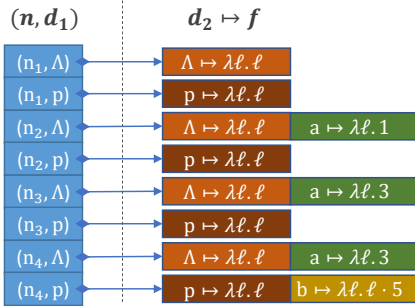 (n, d₁) d₂ ↦ f
(n₁, Λ) Λ ↦ λℓ.ℓ
(n₁, p) p ↦ λℓ.ℓ
(n₂, Λ) Λ ↦ λℓ.ℓ a ↦ λℓ.1
(n₂, p) p ↦ λℓ.ℓ
(n₃, Λ) Λ ↦ λℓ.ℓ a ↦ λℓ.3
(n₃, p) p ↦ λℓ.ℓ
(n₄, Λ) Λ ↦ λℓ.ℓ a ↦ λℓ.3
(n₄, p) p ↦ λℓ.ℓ b ↦ λℓ.ℓ · 5